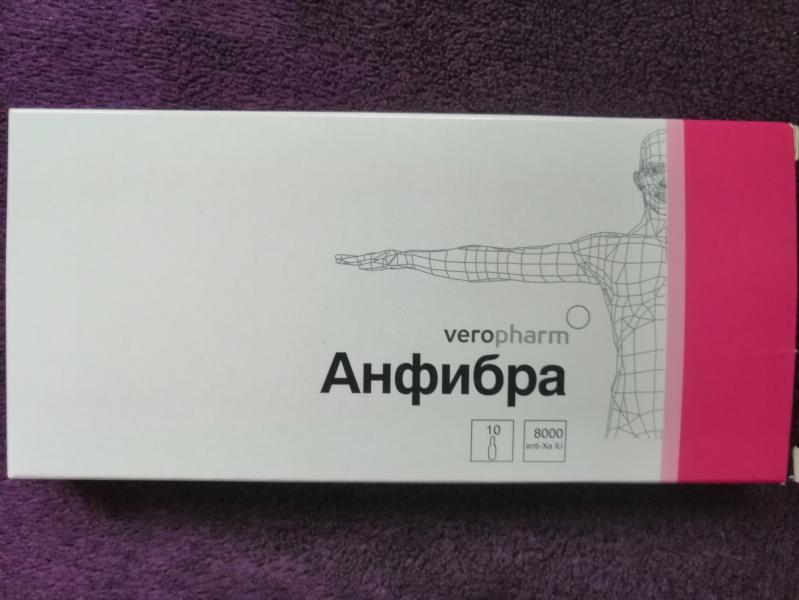 veropharm
Анфибра
10
8000
anti-Xa IU